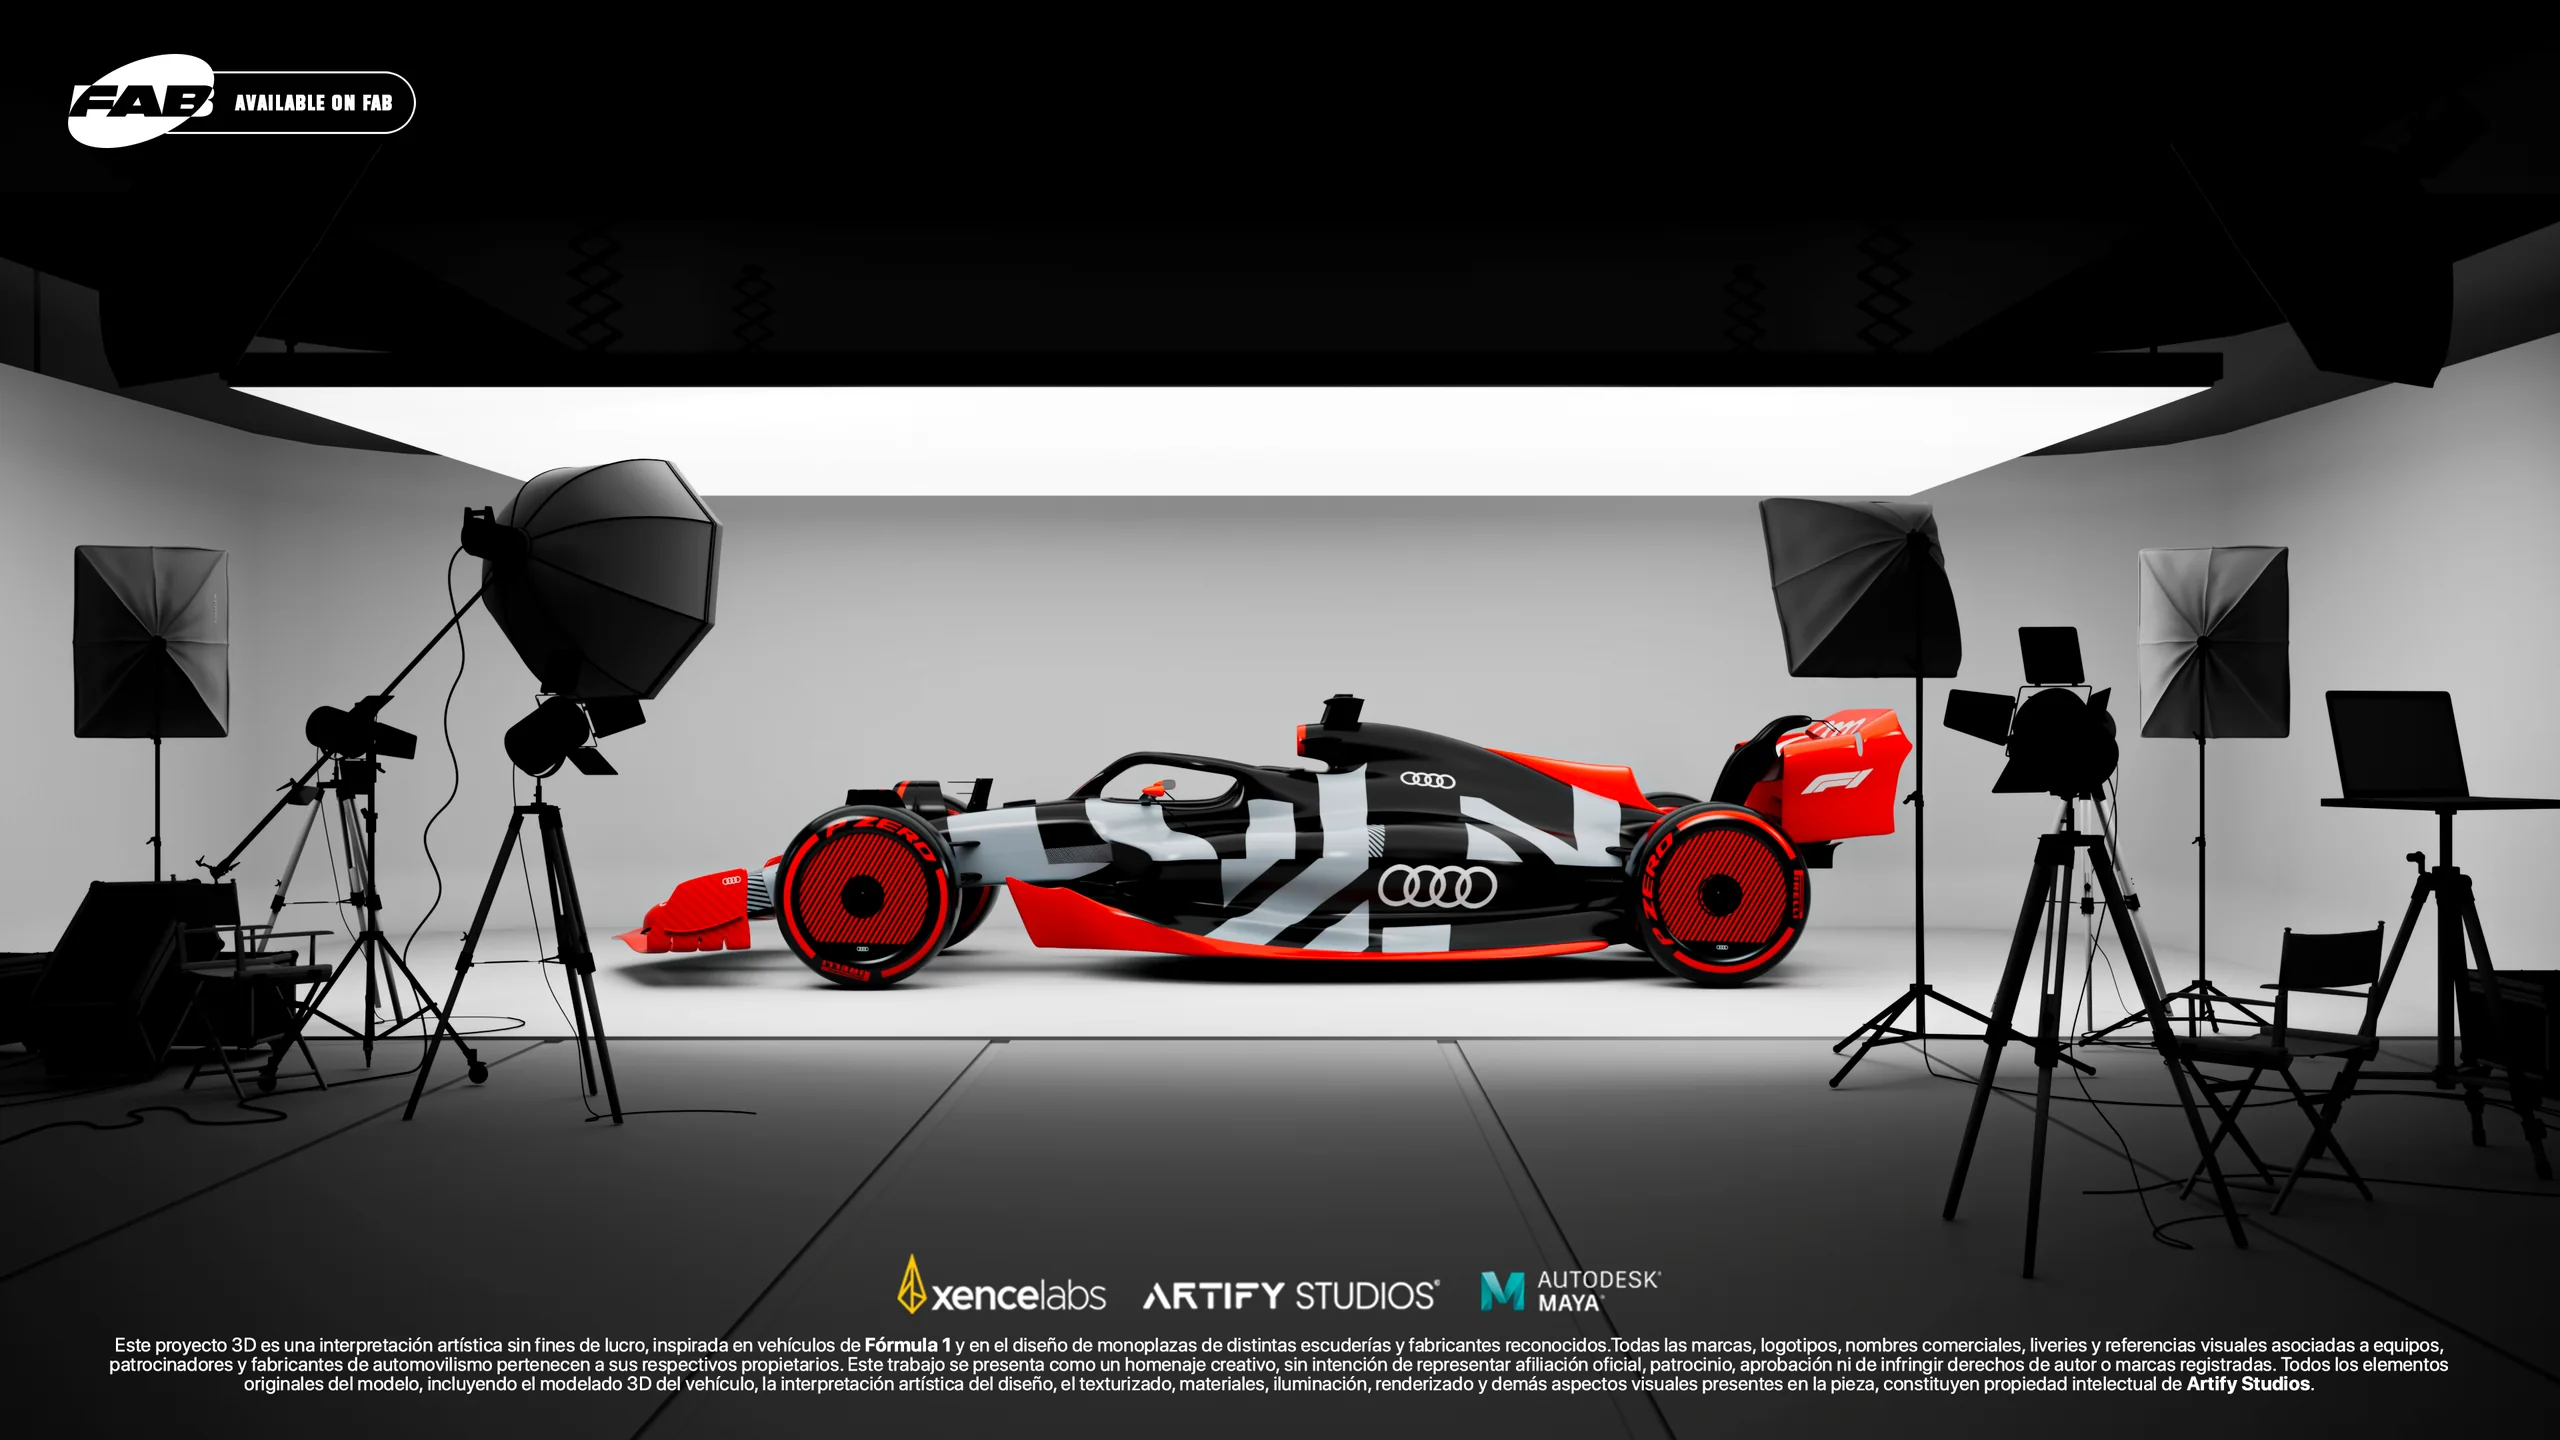 FAB AVAILABLE ON FAB
F1
P ZERO
P ZERO
PIRELLI
PIRELLI
xencelabs ARTIFY STUDIOS® AUTODESK®
MAYA®
Este proyecto 3D es una interpretación artística sin fines de lucro, inspirada en vehículos de Fórmula 1 y en el diseño de monoplazas de distintas escuderías y fabricantes reconocidos.Todas las marcas, logotipos, nombres comerciales, liveries y referencias visuales asociadas a equipos,
patrocinadores y fabricantes de automovilismo pertenecen a sus respectivos propietarios. Este trabajo se presenta como un homenaje creativo, sin intención de representar afiliación oficial, patrocinio, aprobación ni de infringir derechos de autor o marcas registradas. Todos los elementos
originales del modelo, incluyendo el modelado 3D del vehículo, la interpretación artística del diseño, el texturizado, materiales, iluminación, renderizado y demás aspectos visuales presentes en la pieza, constituyen propiedad intelectual de Artify Studios.